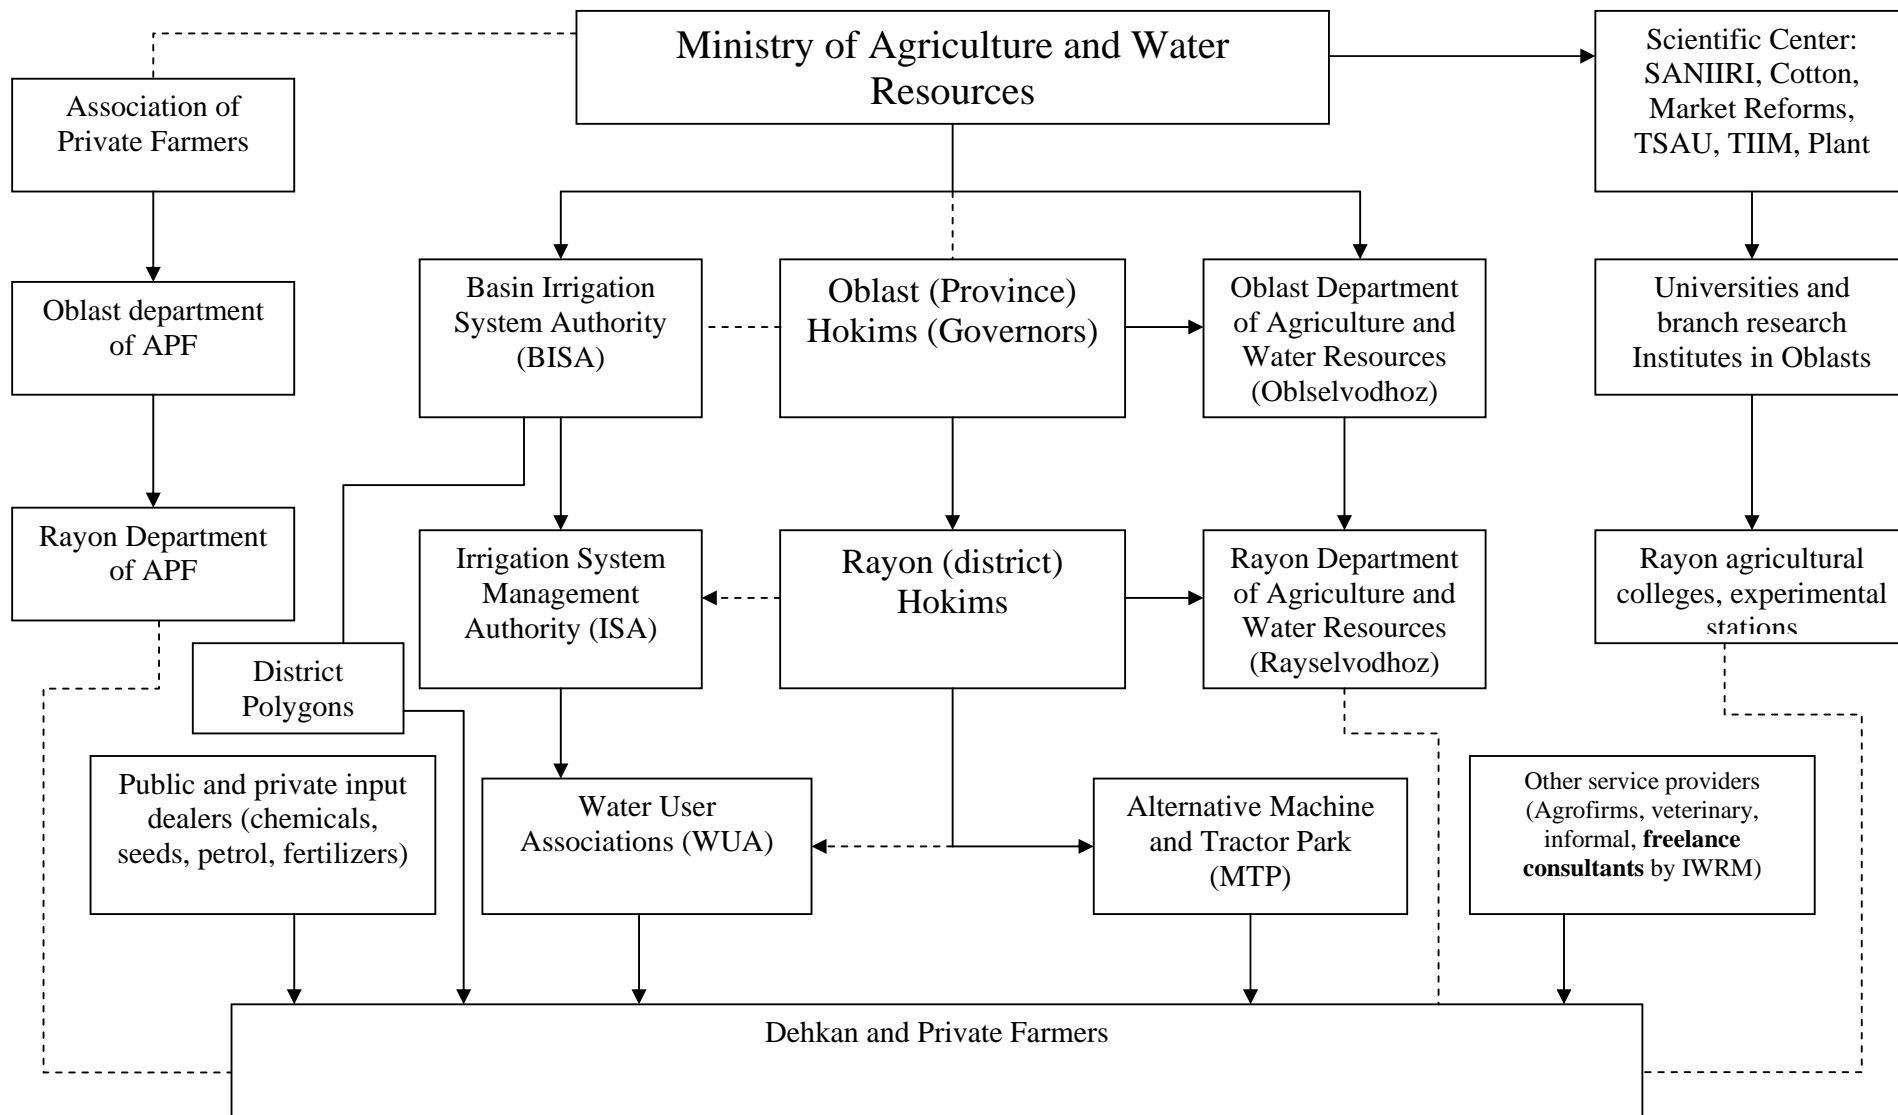 Ministry of Agriculture and Water
Resources
Scientific Center:
SANIIRI, Cotton,
Market Reforms,
TSAU, TIIM, Plant
Association of
Private Farmers
Oblast department
of APF
Basin Irrigation
System Authority
(BISA)
Oblast (Province)
Hokims (Governors)
Oblast Department
of Agriculture and
Water Resources
(Oblselvodhoz)
Universities and
branch research
Institutes in Oblasts
Rayon Department
of APF
Irrigation System
Management
Authority (ISA)
Rayon (district)
Hokims
Rayon Department
of Agriculture and
Water Resources
(Rayselvodhoz)
Rayon agricultural
colleges, experimental
stations
District
Polygons
Public and private input
dealers (chemicals,
seeds, petrol, fertilizers)
Water User
Associations (WUA)
Alternative Machine
and Tractor Park
(MTP)
Other service providers
(Agrofirms, veterinary,
informal, freelance
consultants by IWRM)
Dehkan and Private Farmers